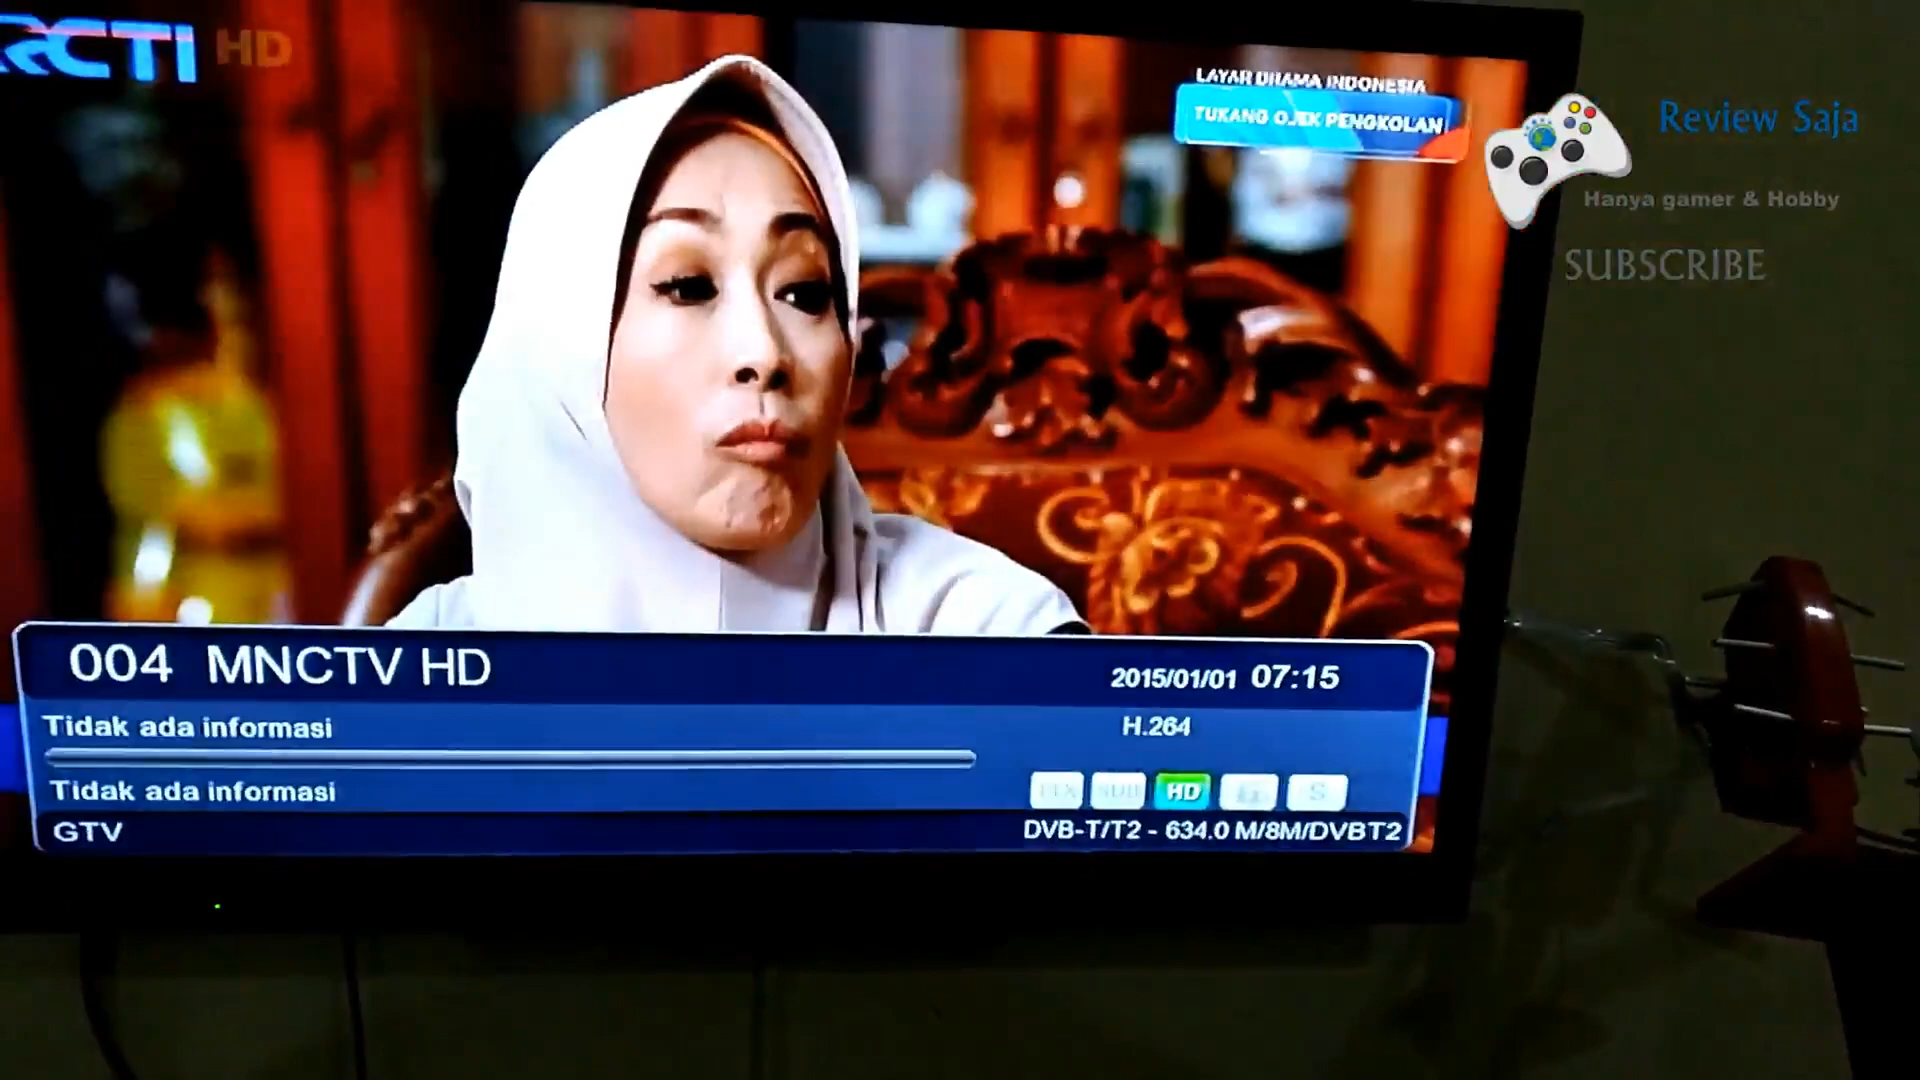 RCTI HD
LAYAR DRAMA INDONESIA
TUKANG OJEK PENGKOLAN
Review Saja
Hanya gamer & Hobby
SUBSCRIBE
004 MNCTV HD
2015/01/01 07:15
Tidak ada informasi
H.264
Tidak ada informasi
HD
S
GTV
DVB-T/T2 - 634.0 M/8M/DVBT2